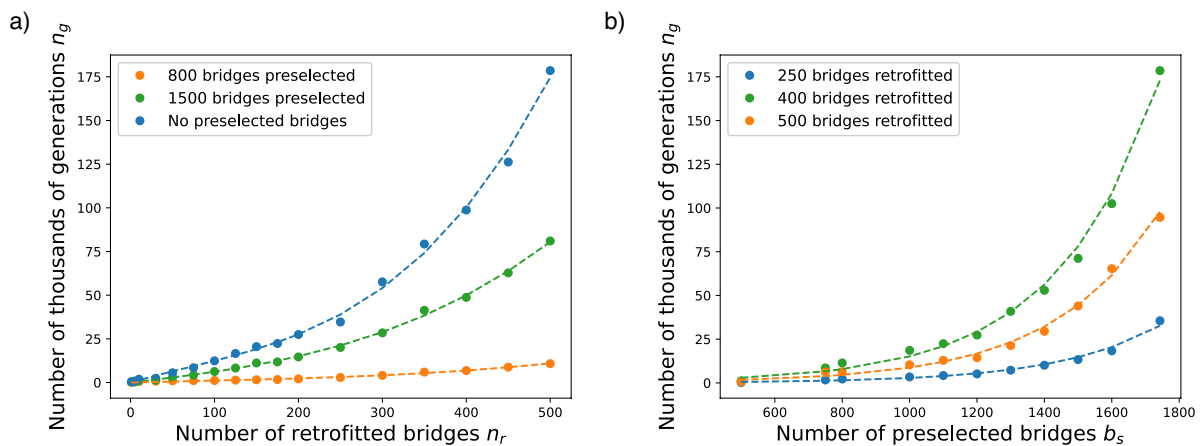 a)
Number of thousands of generations n_g
175
150
125
100
75
50
25
0
0
100
200
300
400
500
Number of retrofitted bridges n_r
800 bridges preselected
1500 bridges preselected
No preselected bridges
b)
Number of thousands of generations n_g
175
150
125
100
75
50
25
0
600
800
1000
1200
1400
1600
1800
Number of preselected bridges b_s
250 bridges retrofitted
400 bridges retrofitted
500 bridges retrofitted